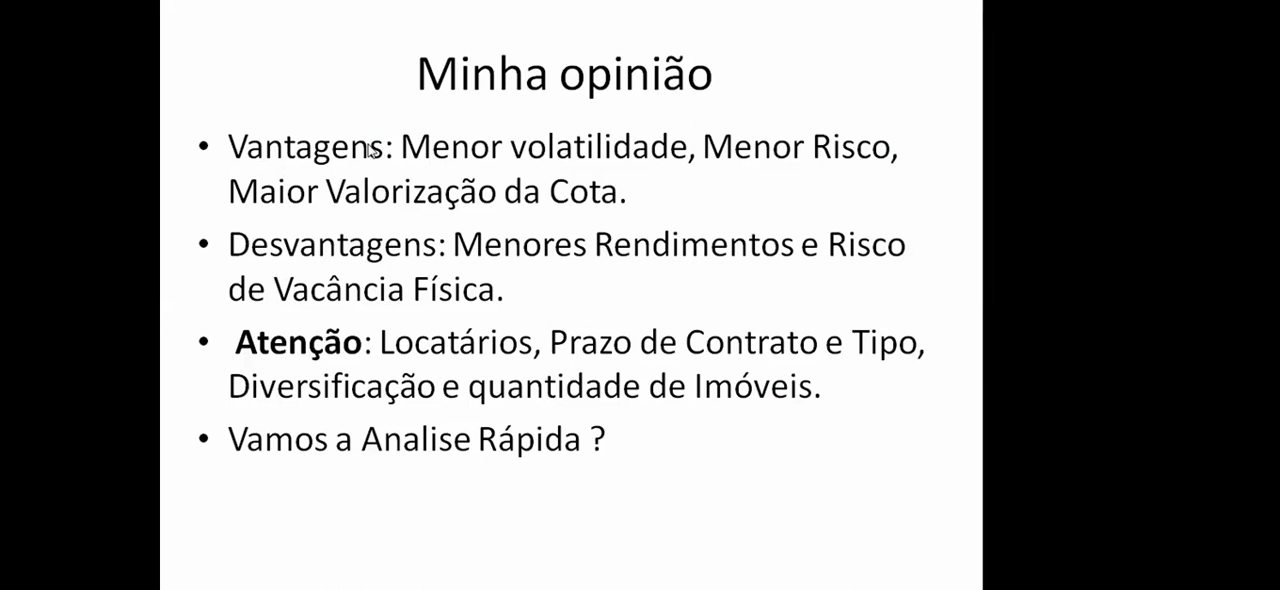 Minha opinião
• Vantagens: Menor volatilidade, Menor Risco,
Maior Valorização da Cota.
• Desvantagens: Menores Rendimentos e Risco
de Vacância Física.
• Atenção: Locatários, Prazo de Contrato e Tipo,
Diversificação e quantidade de Imóveis.
• Vamos a Analise Rápida ?